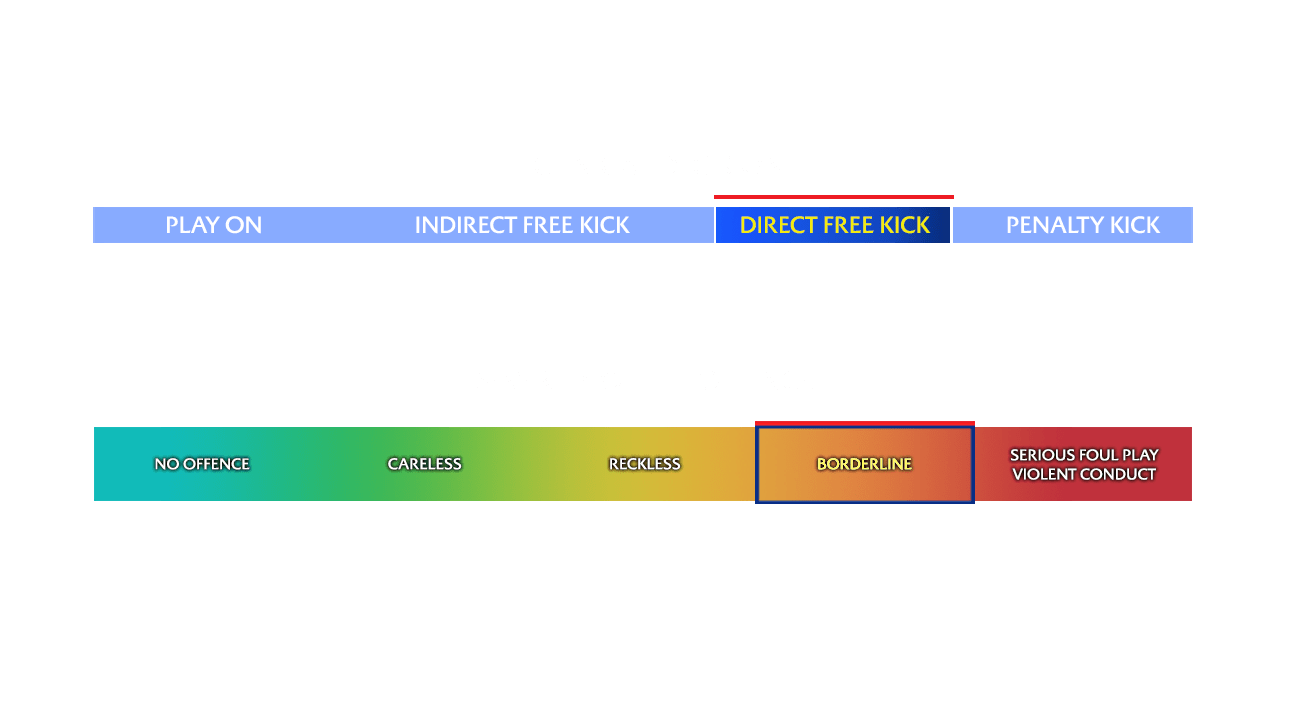 PLAY ON
INDIRECT FREE KICK
DIRECT FREE KICK
PENALTY KICK
NO OFFENCE
CARELESS
RECKLESS
BORDERLINE
SERIOUS FOUL PLAY
VIOLENT CONDUCT